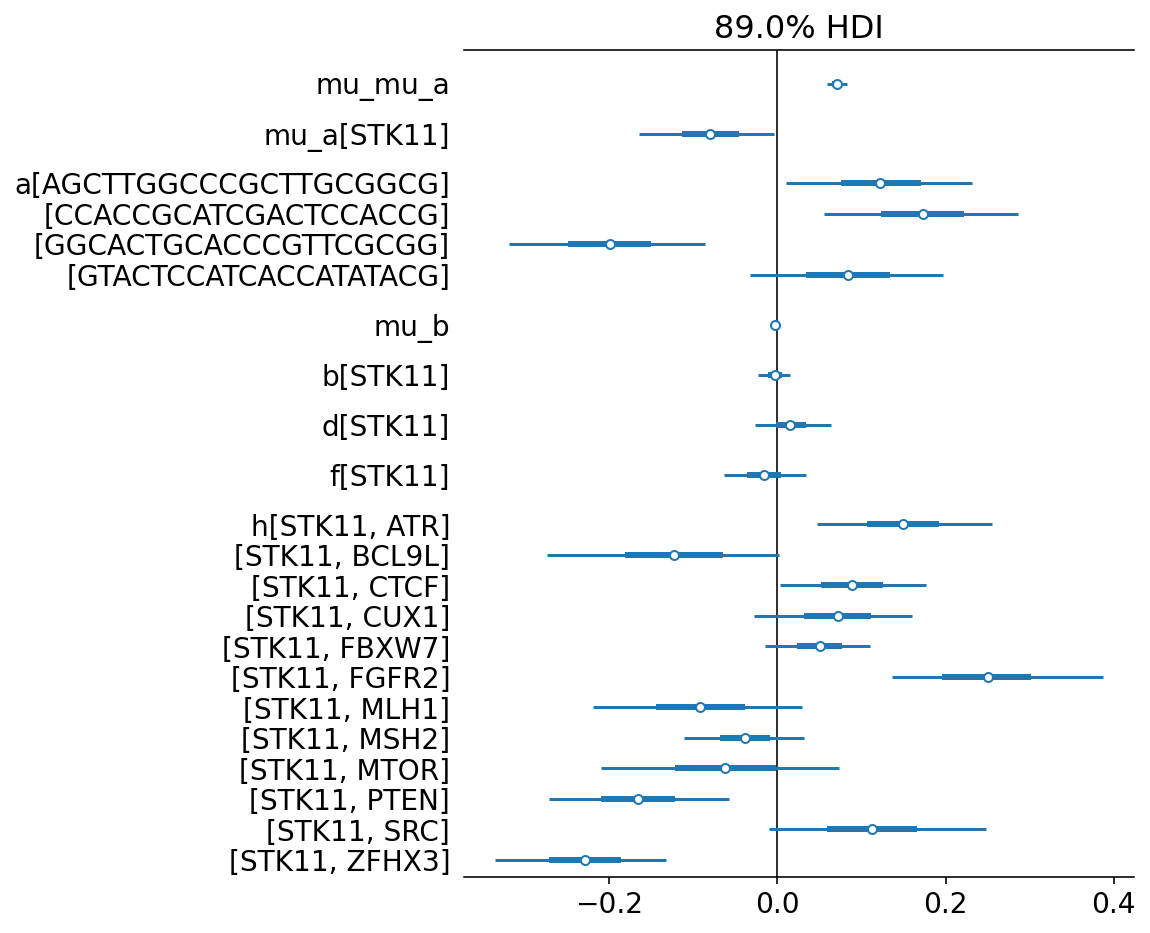 89.0% HDI
mu_mu_a
mu_a[STK11]
a[AGCTTGGCCCGCTTGCGGCG]
[CCACCGCATCGACTCCACCG]
[GGCACTGCACCCGTTCGCGG]
[GTACTCCATCACCATATACG]
mu_b
b[STK11]
d[STK11]
f[STK11]
h[STK11, ATR]
[STK11, BCL9L]
[STK11, CTCF]
[STK11, CUX1]
[STK11, FBXW7]
[STK11, FGFR2]
[STK11, MLH1]
[STK11, MSH2]
[STK11, MTOR]
[STK11, PTEN]
[STK11, SRC]
[STK11, ZFHX3]
−0.2 0.0 0.2 0.4